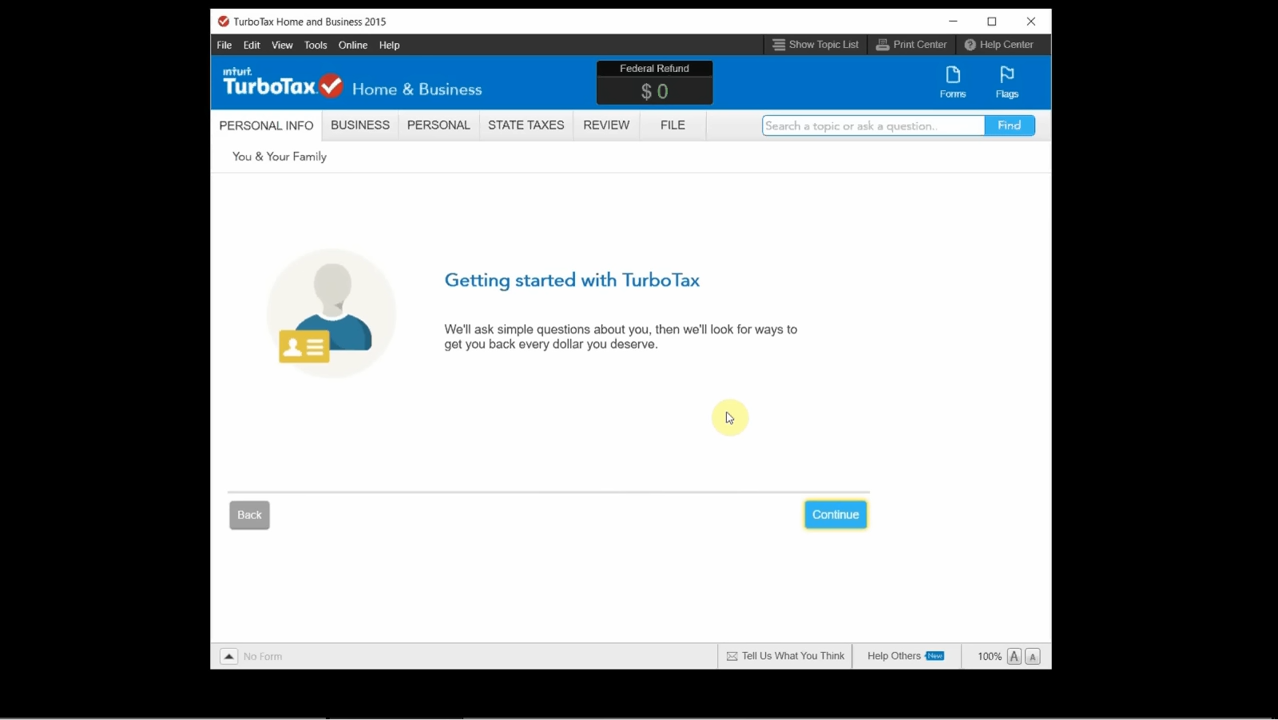 TurboTax Home and Business 2015
File Edit View Tools Online Help
Show Topic List Print Center Help Center
intuit.
TurboTax. Home & Business
Federal Refund
$ 0
Forms Flags
PERSONAL INFO BUSINESS PERSONAL STATE TAXES REVIEW FILE
Search a topic or ask a question.. Find
You & Your Family
Getting started with TurboTax
We'll ask simple questions about you, then we'll look for ways to
get you back every dollar you deserve.
Back Continue
No Form Tell Us What You Think Help Others New 100% A A